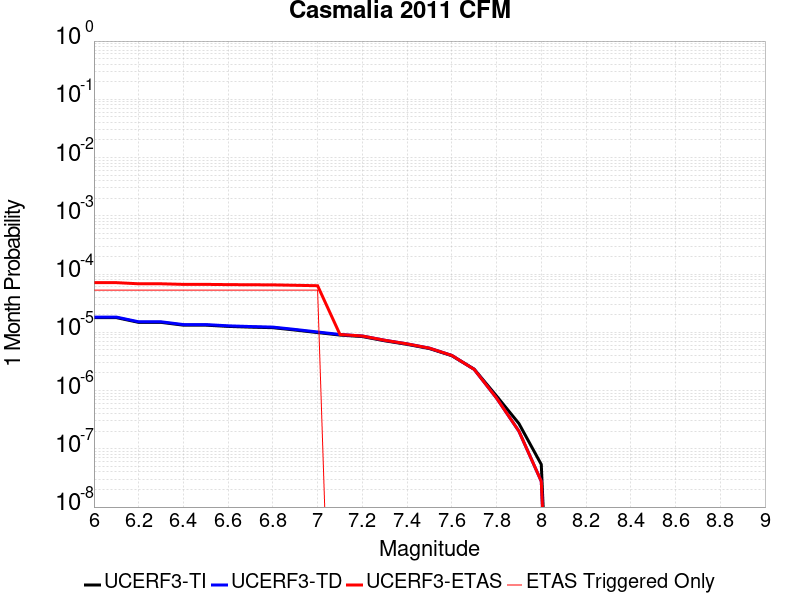 Casmalia 2011 CFM
10^0
10^-1
10^-2
10^-3
10^-4
10^-5
10^-6
10^-7
10^-8
1 Month Probability
6 6.2 6.4 6.6 6.8 7 7.2 7.4 7.6 7.8 8 8.2 8.4 8.6 8.8 9
Magnitude
UCERF3-TI UCERF3-TD UCERF3-ETAS ETAS Triggered Only